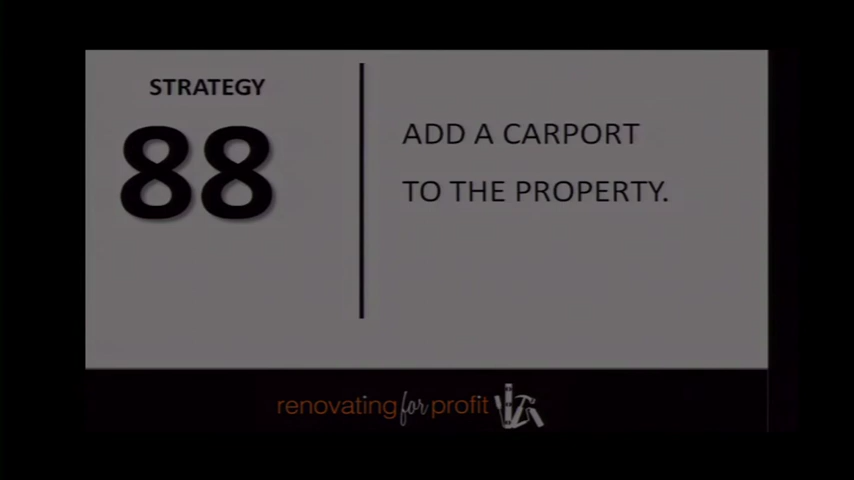 STRATEGY
88
ADD A CARPORT
TO THE PROPERTY.
renovating for profit